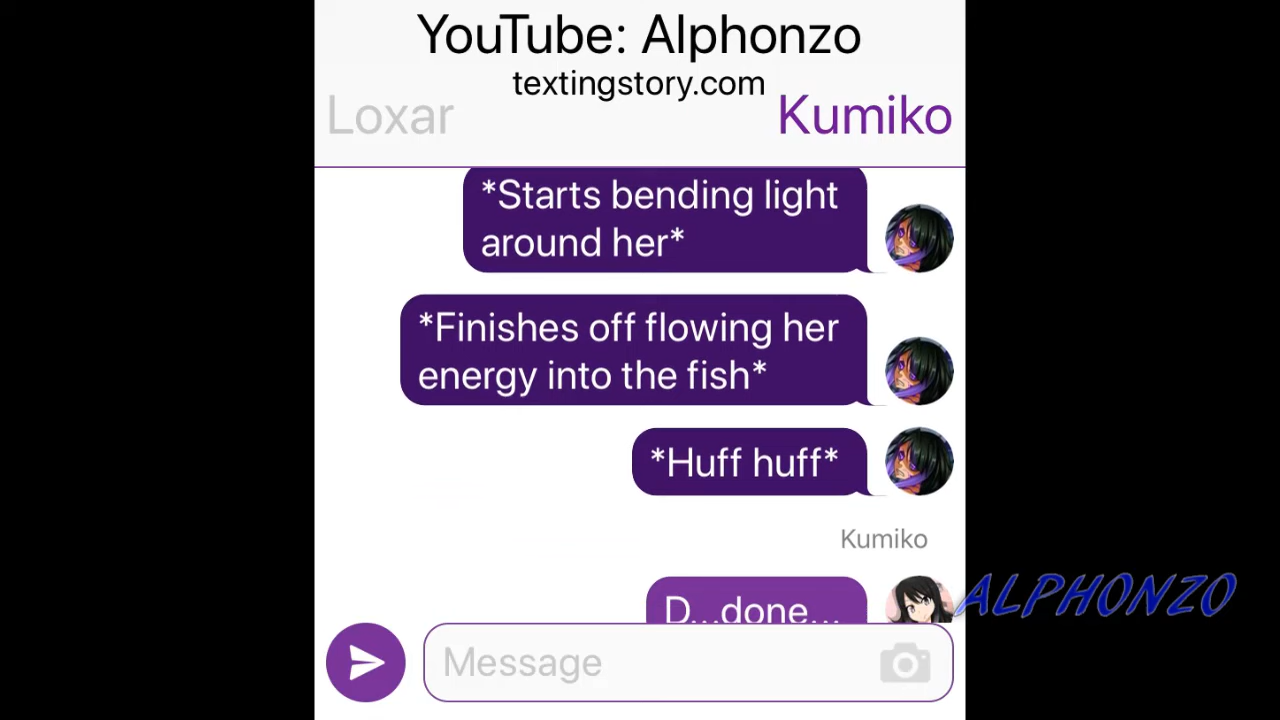 YouTube: Alphonzo
textingstory.com
Loxar
Kumiko
*Starts bending light
around her*
*Finishes off flowing her
energy into the fish*
*Huff huff*
Kumiko
D...done...
ALPHONZO
Message